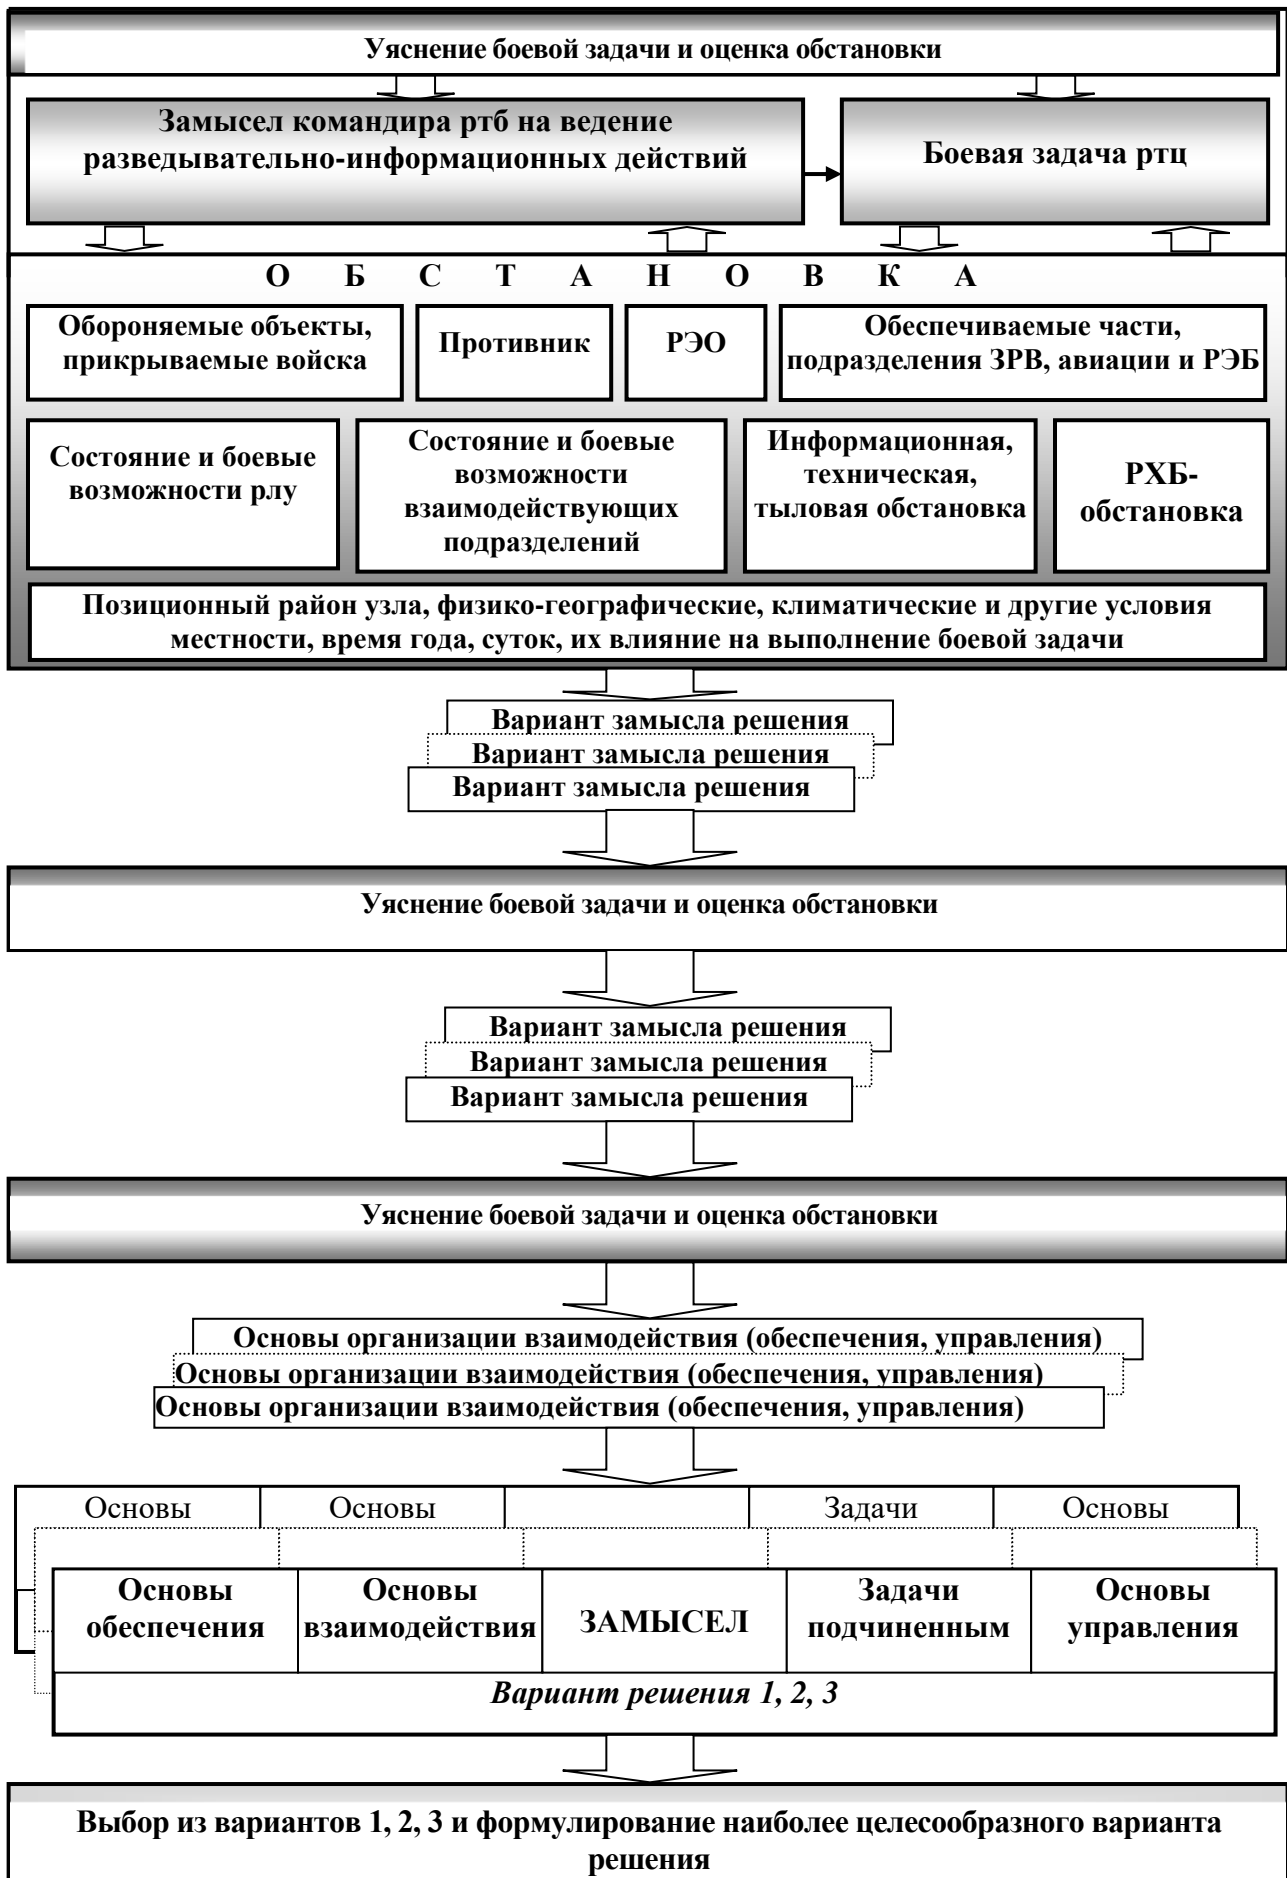 Уяснение боевой задачи и оценка обстановки
Замысел командира ртб на ведение
разведывательно-информационных действий
Боевая задача ртц
О Б С Т А Н О В К А
Обороняемые объекты,
прикрываемые войска
Противник
РЭО
Обеспечиваемые части,
подразделения ЗРВ, авиации и РЭБ
Состояние и боевые
возможности рлу
Состояние и боевые
возможности
взаимодействующих
подразделений
Информационная,
техническая,
тыловая обстановка
РХБ-
обстановка
Позиционный район узла, физико-географические, климатические и другие условия
местности, время года, суток, их влияние на выполнение боевой задачи
Вариант замысла решения
Вариант замысла решения
Вариант замысла решения
Уяснение боевой задачи и оценка обстановки
Вариант замысла решения
Вариант замысла решения
Вариант замысла решения
Уяснение боевой задачи и оценка обстановки
Основы организации взаимодействия (обеспечения, управления)
Основы организации взаимодействия (обеспечения, управления)
Основы организации взаимодействия (обеспечения, управления)
Основы
Основы
Задачи
Основы
Основы
обеспечения
Основы
взаимодействия
ЗАМЫСЕЛ
Задачи
подчиненным
Основы
управления
Вариант решения 1, 2, 3
Выбор из вариантов 1, 2, 3 и формулирование наиболее целесообразного варианта
решения